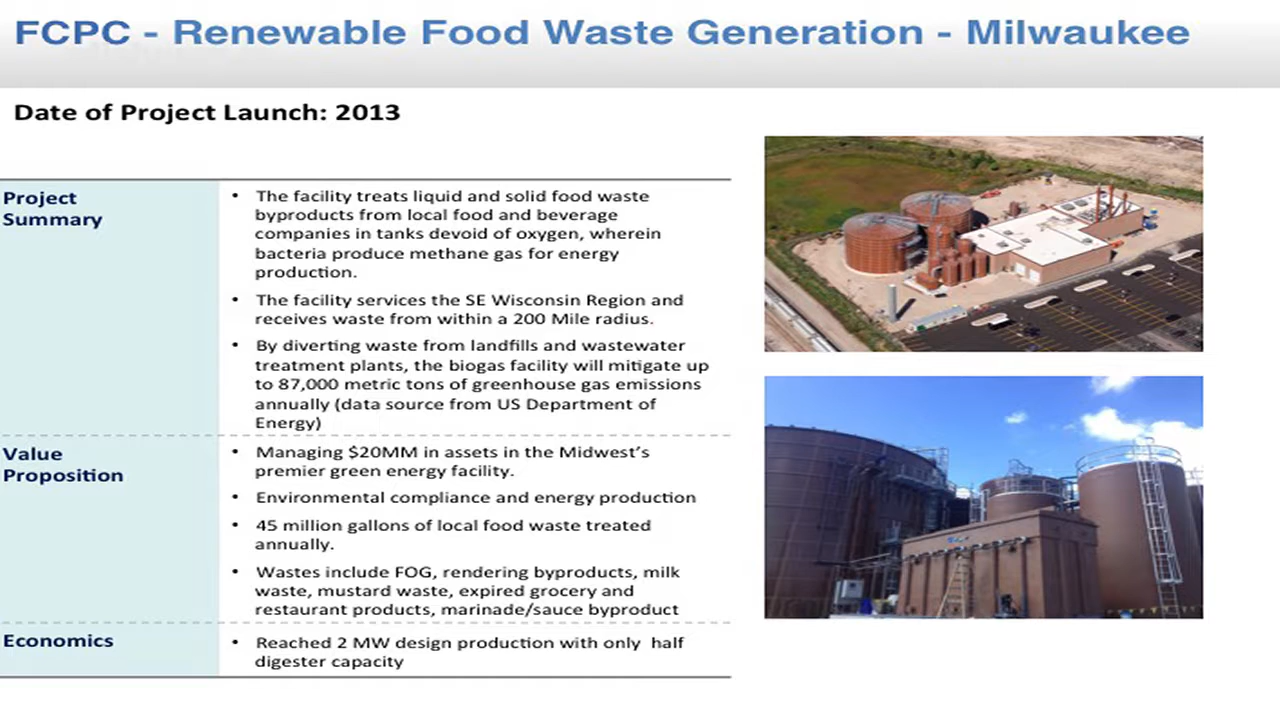 FCPC - Renewable Food Waste Generation - Milwaukee
Date of Project Launch: 2013
Project
Summary
• The facility treats liquid and solid food waste
byproducts from local food and beverage
companies in tanks devoid of oxygen, wherein
bacteria produce methane gas for energy
production.
• The facility services the SE Wisconsin Region and
receives waste from within a 200 Mile radius.
• By diverting waste from landfills and wastewater
treatment plants, the biogas facility will mitigate up
to 87,000 metric tons of greenhouse gas emissions
annually (data source from US Department of
Energy)
Value
Proposition
• Managing $20MM in assets in the Midwest's
premier green energy facility.
• Environmental compliance and energy production
• 45 million gallons of local food waste treated
annually.
• Wastes include FOG, rendering byproducts, milk
waste, mustard waste, expired grocery and
restaurant products, marinade/sauce byproduct
Economics
• Reached 2 MW design production with only half
digester capacity